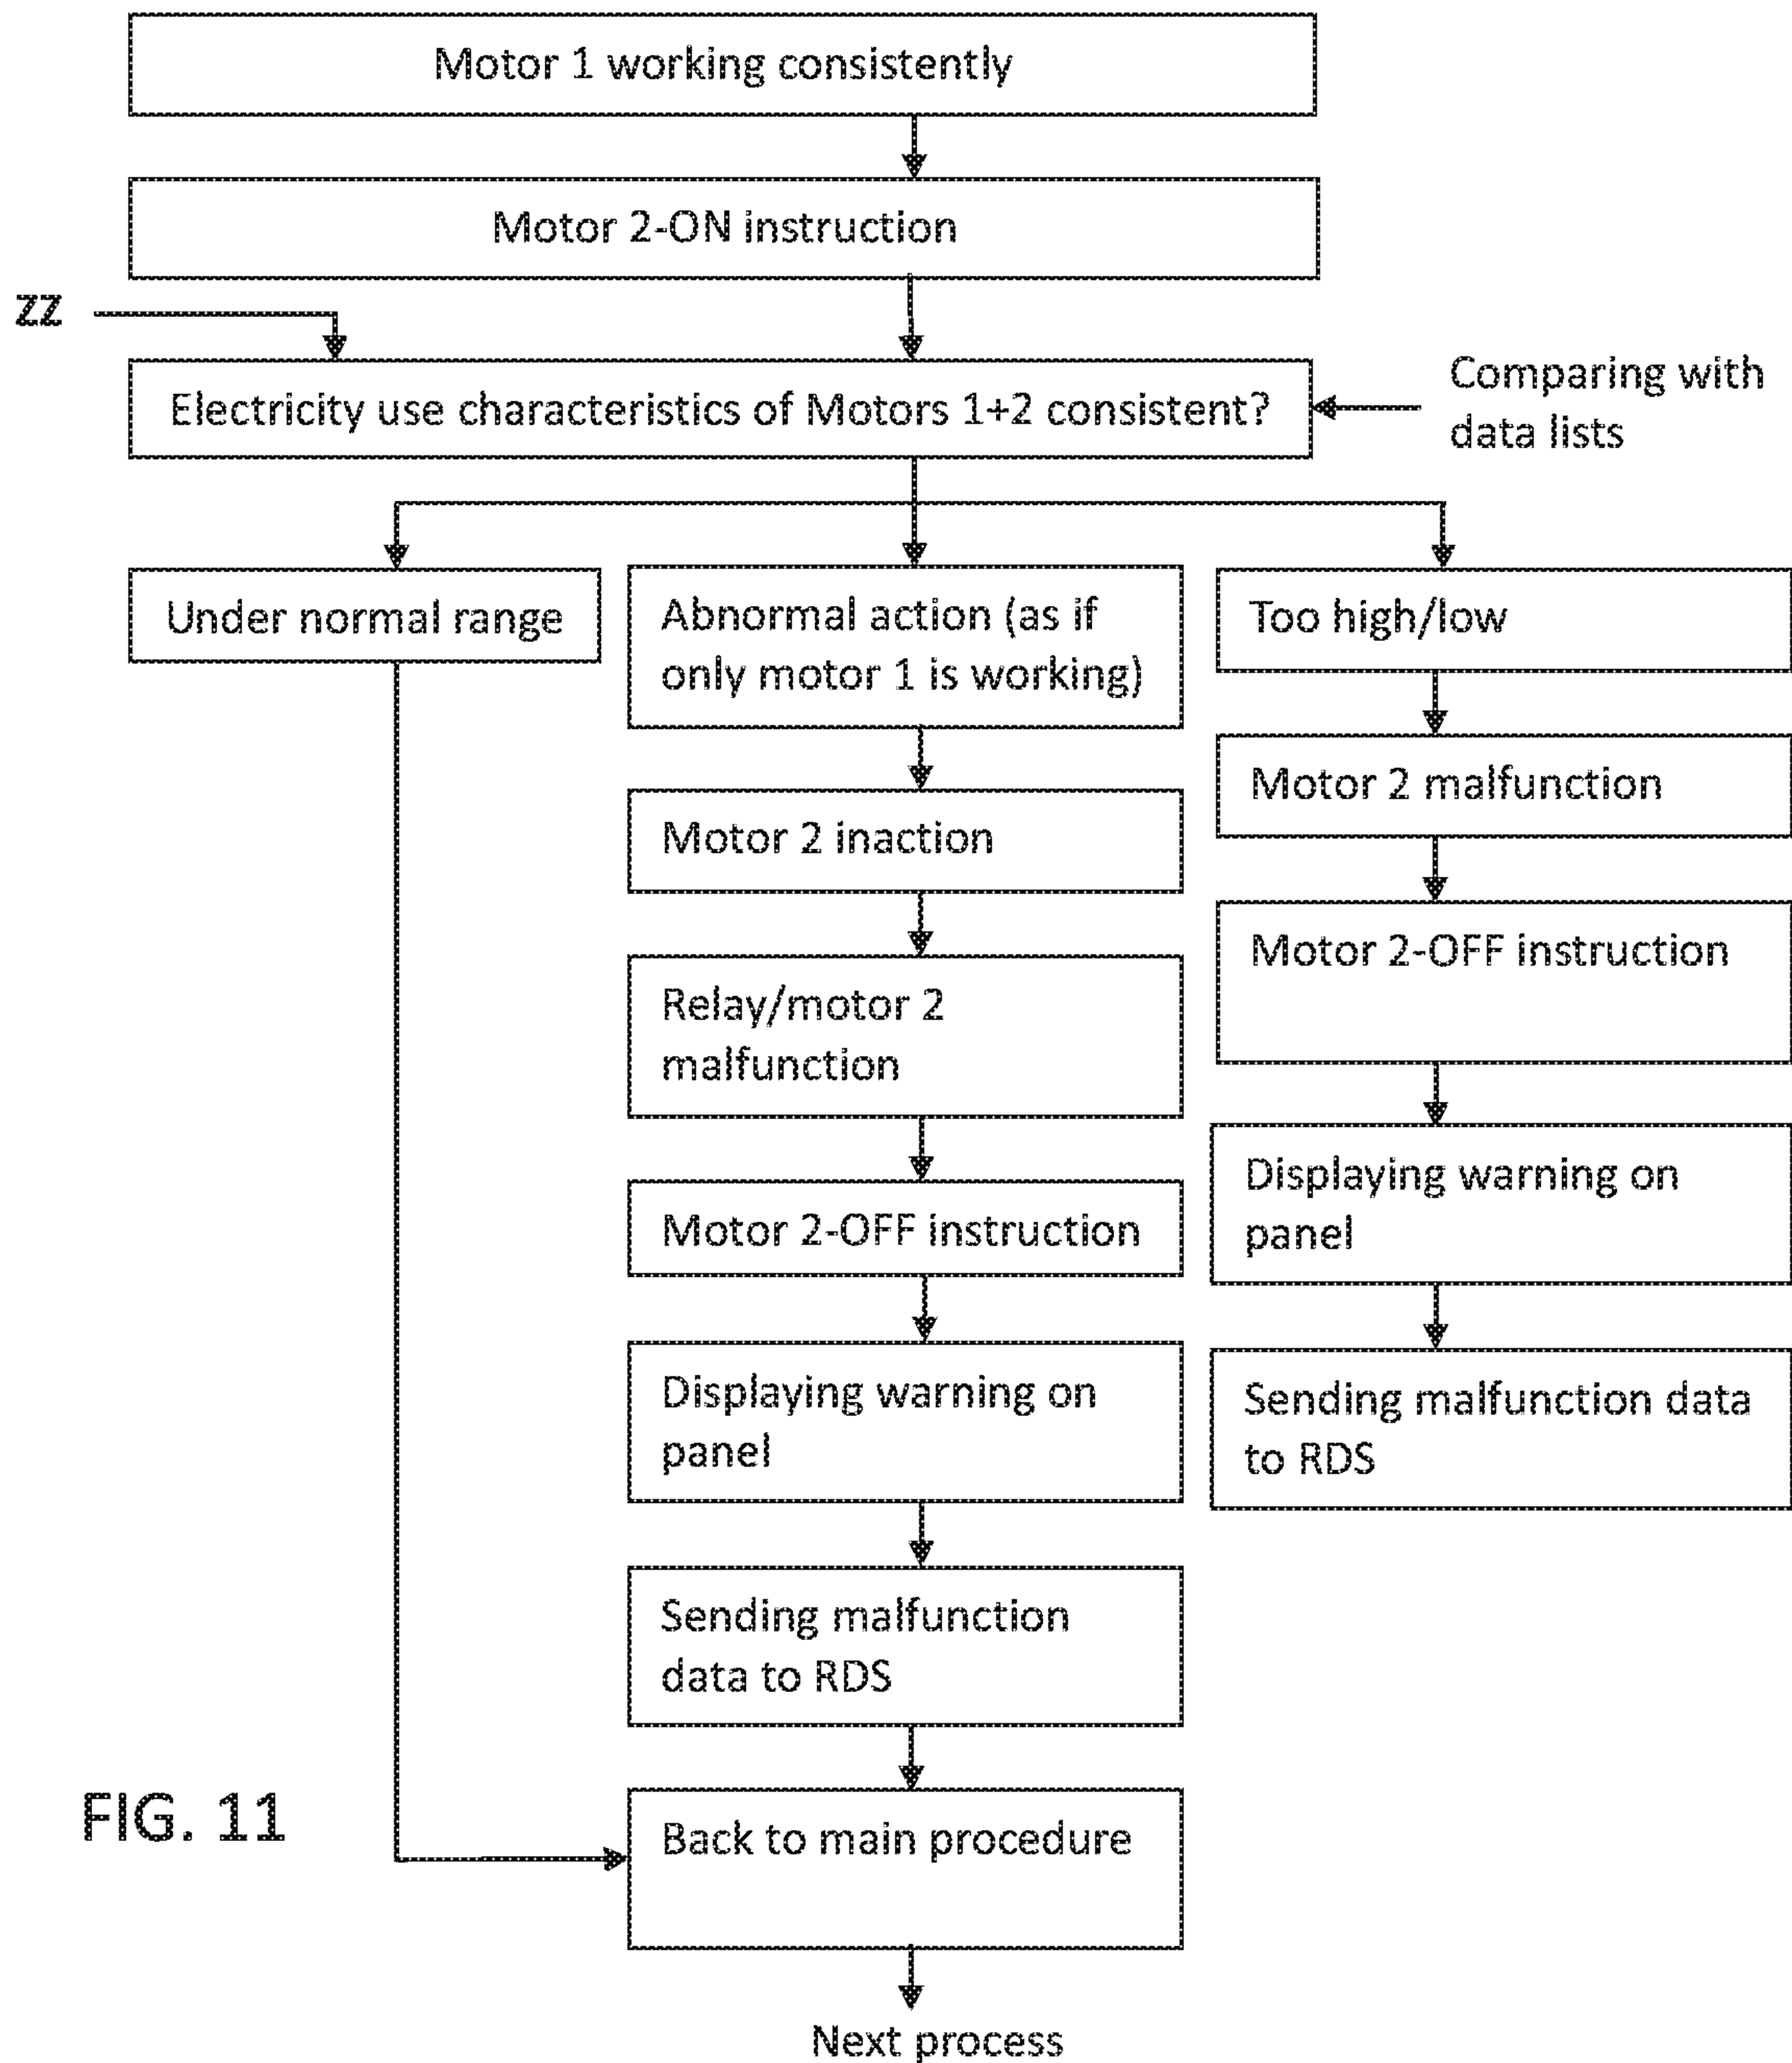 Motor 1 working consistently
Motor 2-ON instruction
ZZ
Electricity use characteristics of Motors 1+2 consistent?
Comparing with
data lists
Under normal range
Abnormal action (as if
only motor 1 is working)
Motor 2 inaction
Relay/motor 2
malfunction
Motor 2-OFF instruction
Displaying warning on
panel
Sending malfunction
data to RDS
Too high/low
Motor 2 malfunction
Motor 2-OFF instruction
Displaying warning on
panel
Sending malfunction data
to RDS
Back to main procedure
Next process
FIG. 11